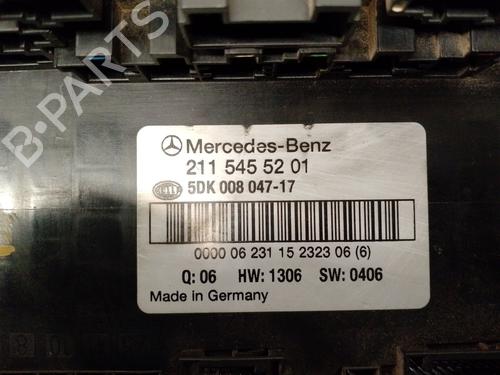 Mercedes-Benz
211 545 52 01
HELLA 5DK 008 047-17
0000 06 231 15 2323 06 (6)
Q: 06 HW: 1306 SW: 0406
Made in Germany
B-PARTS